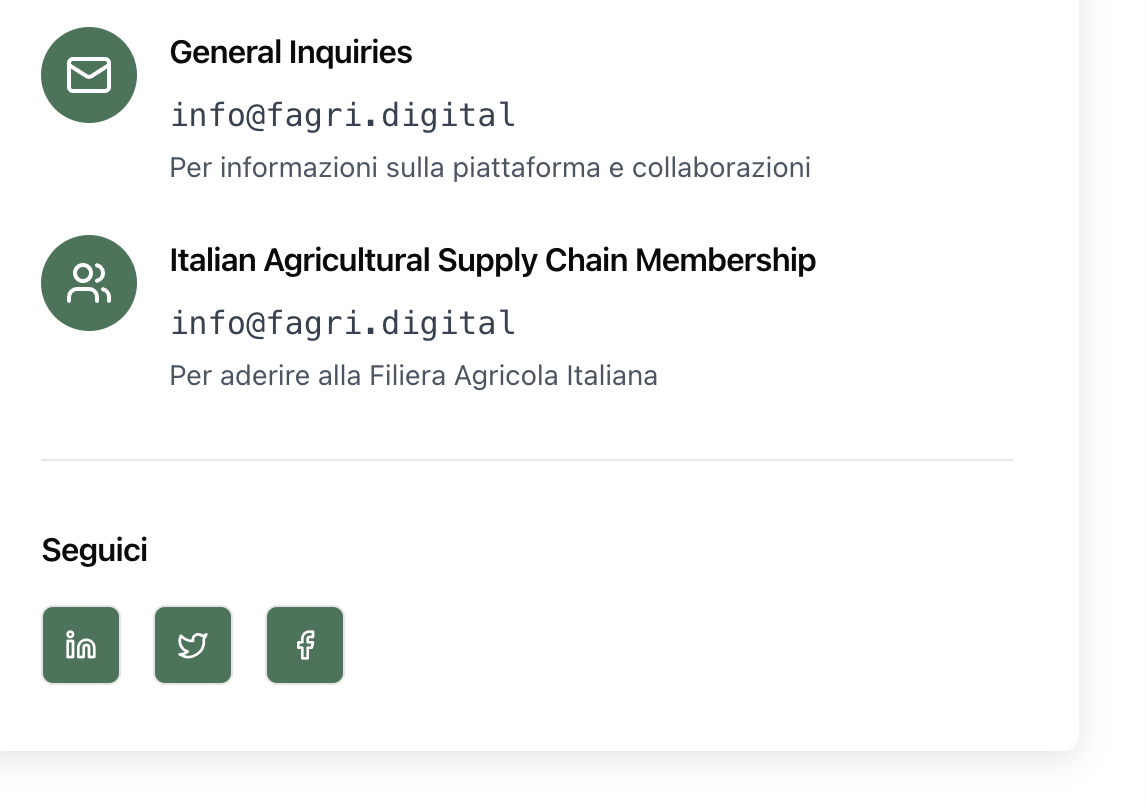 General Inquiries
info@fagri.digital
Per informazioni sulla piattaforma e collaborazioni
Italian Agricultural Supply Chain Membership
info@fagri.digital
Per aderire alla Filiera Agricola Italiana
Seguici